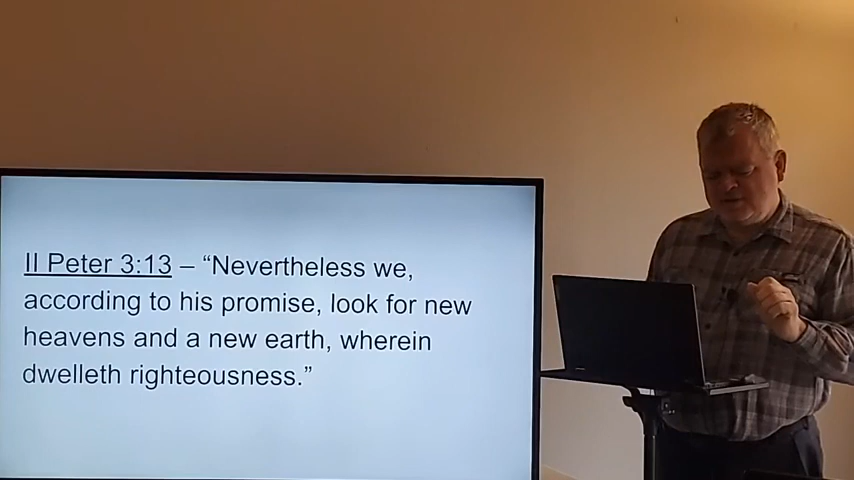 II Peter 3:13 – “Nevertheless we,
according to his promise, look for new
heavens and a new earth, wherein
dwelleth righteousness.”